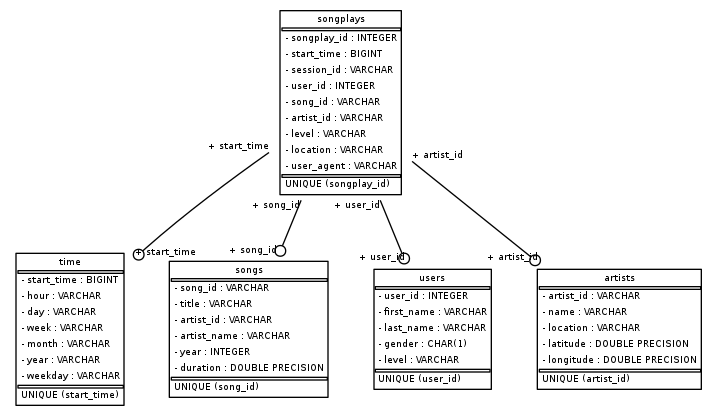 songplays
- songplay_id : INTEGER
- start_time : BIGINT
- session_id : VARCHAR
- user_id : INTEGER
- song_id : VARCHAR
- artist_id : VARCHAR
- level : VARCHAR
- location : VARCHAR
- user_agent : VARCHAR
UNIQUE (songplay_id)
+ start_time
+ artist_id
+ song_id
+ user_id
+ start_time
+ song_id
+ user_id
+ artist_id
time
- start_time : BIGINT
- hour : VARCHAR
- day : VARCHAR
- week : VARCHAR
- month : VARCHAR
- year : VARCHAR
- weekday : VARCHAR
UNIQUE (start_time)
songs
- song_id : VARCHAR
- title : VARCHAR
- artist_id : VARCHAR
- artist_name : VARCHAR
- year : INTEGER
- duration : DOUBLE PRECISION
UNIQUE (song_id)
users
- user_id : INTEGER
- first_name : VARCHAR
- last_name : VARCHAR
- gender : CHAR(1)
- level : VARCHAR
UNIQUE (user_id)
artists
- artist_id : VARCHAR
- name : VARCHAR
- location : VARCHAR
- latitude : DOUBLE PRECISION
- longitude : DOUBLE PRECISION
UNIQUE (artist_id)